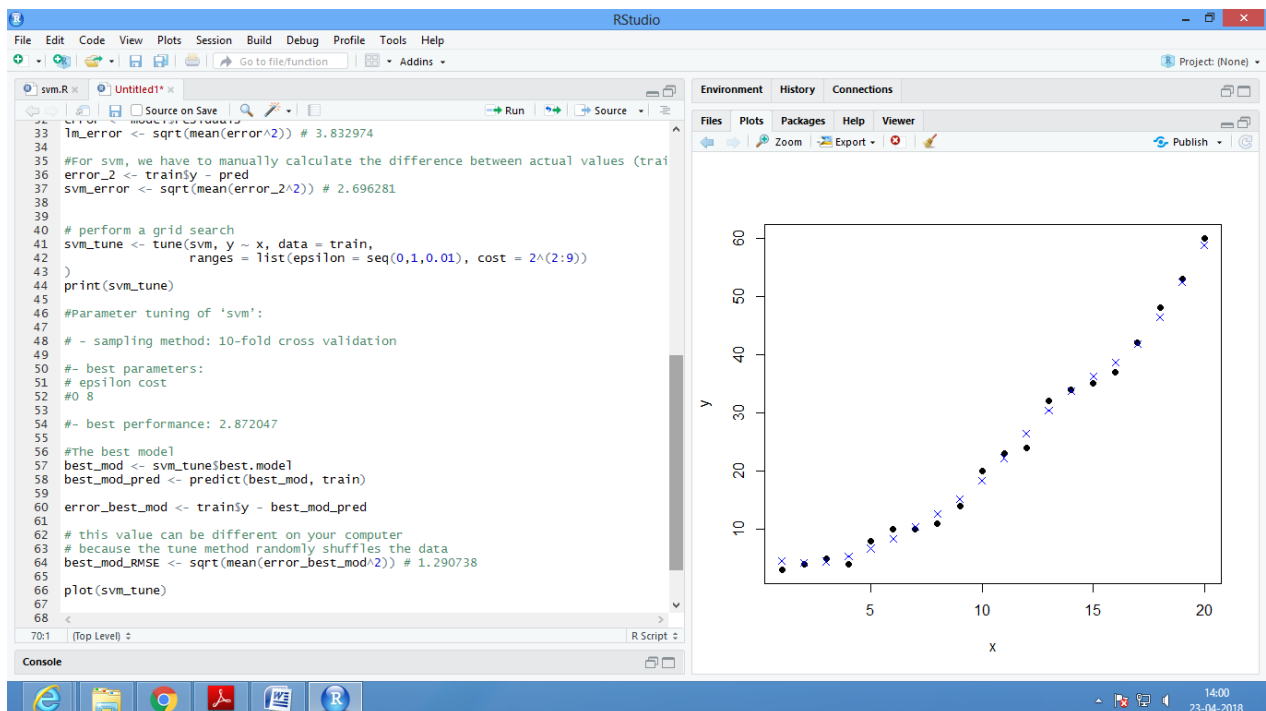 RStudio
File Edit Code View Plots Session Build Debug Profile Tools Help
Go to file/function
Addins
Project: (None)
svm.R
Untitled1*
Source on Save
Run
Source
32 error <- model$residuals
33 lm_error <- sqrt(mean(error^2)) # 3.832974
34
35 #For svm, we have to manually calculate the difference between actual values (trai
36 error_2 <- train$y - pred
37 svm_error <- sqrt(mean(error_2^2)) # 2.696281
38
39
40 # perform a grid search
41 svm_tune <- tune(svm, y ~ x, data = train,
42 ranges = list(epsilon = seq(0,1,0.01), cost = 2^(2:9))
43 )
44 print(svm_tune)
45
46 #Parameter tuning of ‘svm’:
47
48 # - sampling method: 10-fold cross validation
49
50 #- best parameters:
51 # epsilon cost
52 #0 8
53
54 #- best performance: 2.872047
55
56 #The best model
57 best_mod <- svm_tune$best.model
58 best_mod_pred <- predict(best_mod, train)
59
60 error_best_mod <- train$y - best_mod_pred
61
62 # this value can be different on your computer
63 # because the tune method randomly shuffles the data
64 best_mod_RMSE <- sqrt(mean(error_best_mod^2)) # 1.290738
65
66 plot(svm_tune)
67
68
70:1 (Top Level)
R Script
Console
Environment History Connections
Files Plots Packages Help Viewer
Zoom Export
Publish
60
50
40
30
20
10
y
5 10 15 20
x
14:00
23-04-2018